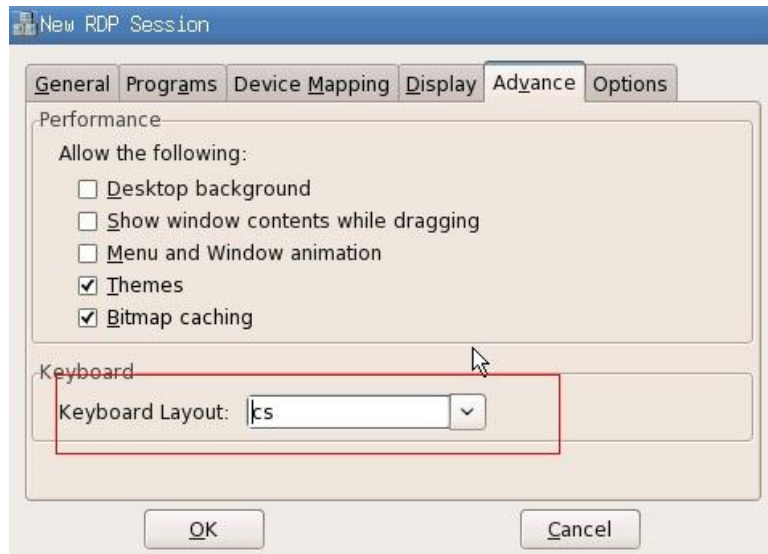 New RDP Session
General Programs Device Mapping Display Advance Options
Performance
Allow the following:
Desktop background
Show window contents while dragging
Menu and Window animation
Themes
Bitmap caching
Keyboard
Keyboard Layout: cs
OK Cancel